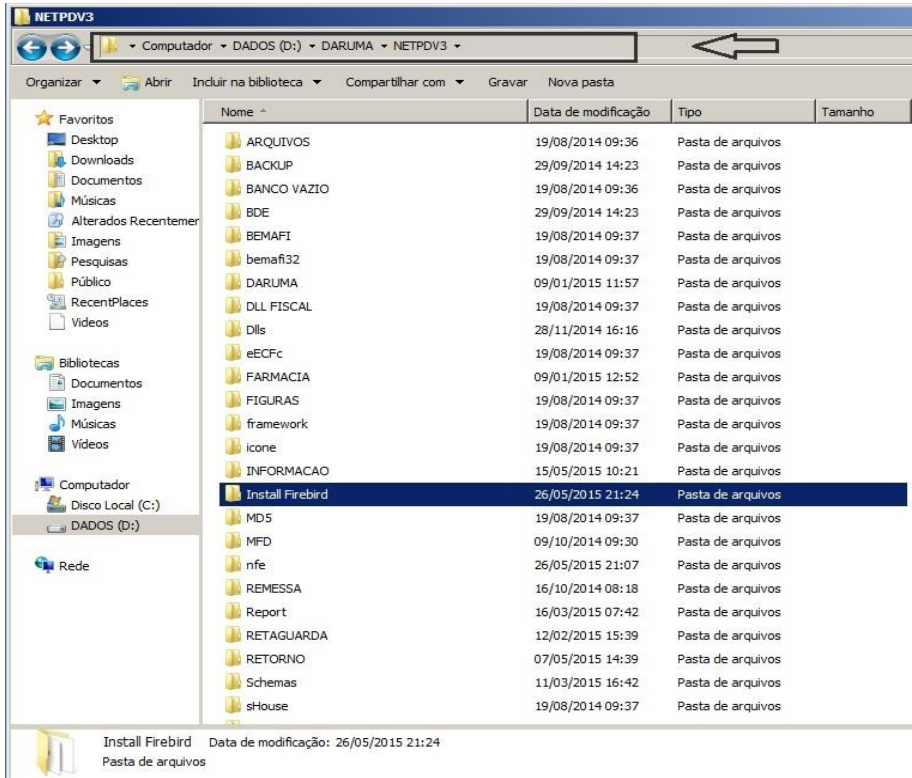 NETPDV3
Computador DADOS (D:) DARUMA NETPDV3
Organizar Abrir Incluir na biblioteca Compartilhar com Gravar Nova pasta
Favoritos
Desktop
Downloads
Documentos
Músicas
Alterados Recentemer
Imagens
Pesquisas
Público
RecentPlaces
Videos
Bibliotecas
Documentos
Imagens
Músicas
Vídeos
Computador
Disco Local (C:)
DADOS (D:)
Rede
Nome Data de modificação Tipo Tamanho
ARQUIVOS 19/08/2014 09:36 Pasta de arquivos
BACKUP 29/09/2014 14:23 Pasta de arquivos
BANCO VAZIO 19/08/2014 09:36 Pasta de arquivos
BDE 29/09/2014 14:23 Pasta de arquivos
BEMAFI 19/08/2014 09:37 Pasta de arquivos
bemafi32 19/08/2014 09:37 Pasta de arquivos
DARUMA 09/01/2015 11:57 Pasta de arquivos
DLL FISCAL 19/08/2014 09:37 Pasta de arquivos
Dlls 28/11/2014 16:16 Pasta de arquivos
eECFc 19/08/2014 09:37 Pasta de arquivos
FARMACIA 09/01/2015 12:52 Pasta de arquivos
FIGURAS 19/08/2014 09:37 Pasta de arquivos
framework 19/08/2014 09:37 Pasta de arquivos
icone 19/08/2014 09:37 Pasta de arquivos
INFORMACAO 15/05/2015 10:21 Pasta de arquivos
Install Firebird 26/05/2015 21:24 Pasta de arquivos
MD5 19/08/2014 09:37 Pasta de arquivos
MFD 09/10/2014 09:30 Pasta de arquivos
nfe 26/05/2015 21:07 Pasta de arquivos
REMESSA 16/10/2014 08:18 Pasta de arquivos
Report 16/03/2015 07:42 Pasta de arquivos
RETAGUARDA 12/02/2015 15:39 Pasta de arquivos
RETORNO 07/05/2015 14:39 Pasta de arquivos
Schemas 11/03/2015 16:42 Pasta de arquivos
sHouse 19/08/2014 09:37 Pasta de arquivos
Install Firebird Data de modificação: 26/05/2015 21:24
Pasta de arquivos